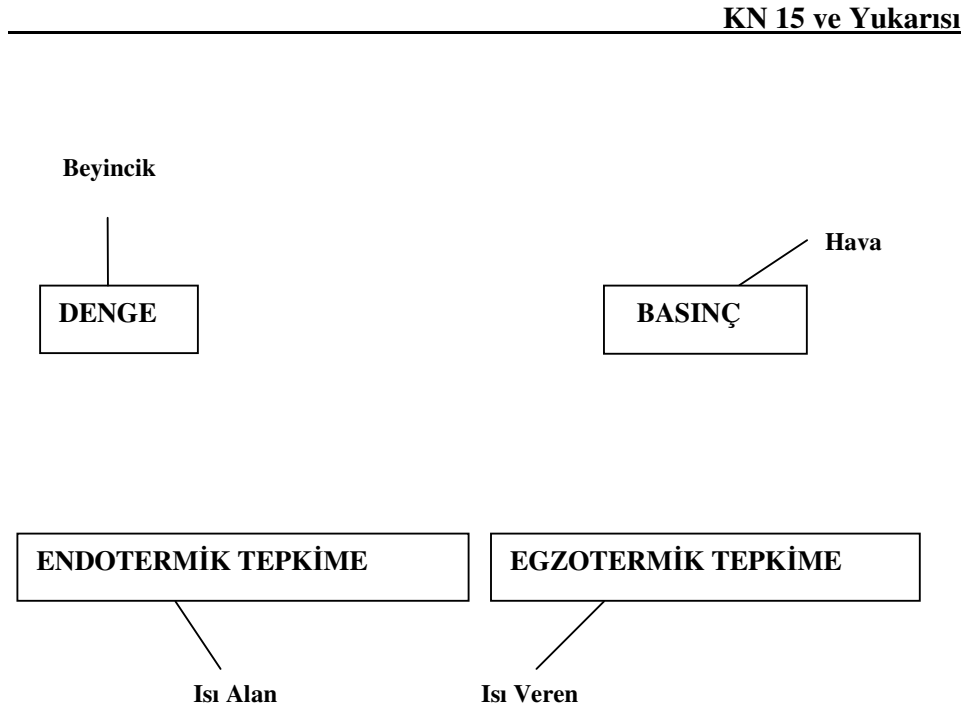 KN 15 ve Yukarısı
Beyincik
Hava
DENGE
BASINÇ
ENDOTERMİK TEPKİME
EGZOTERMİK TEPKİME
Isı Alan
Isı Veren